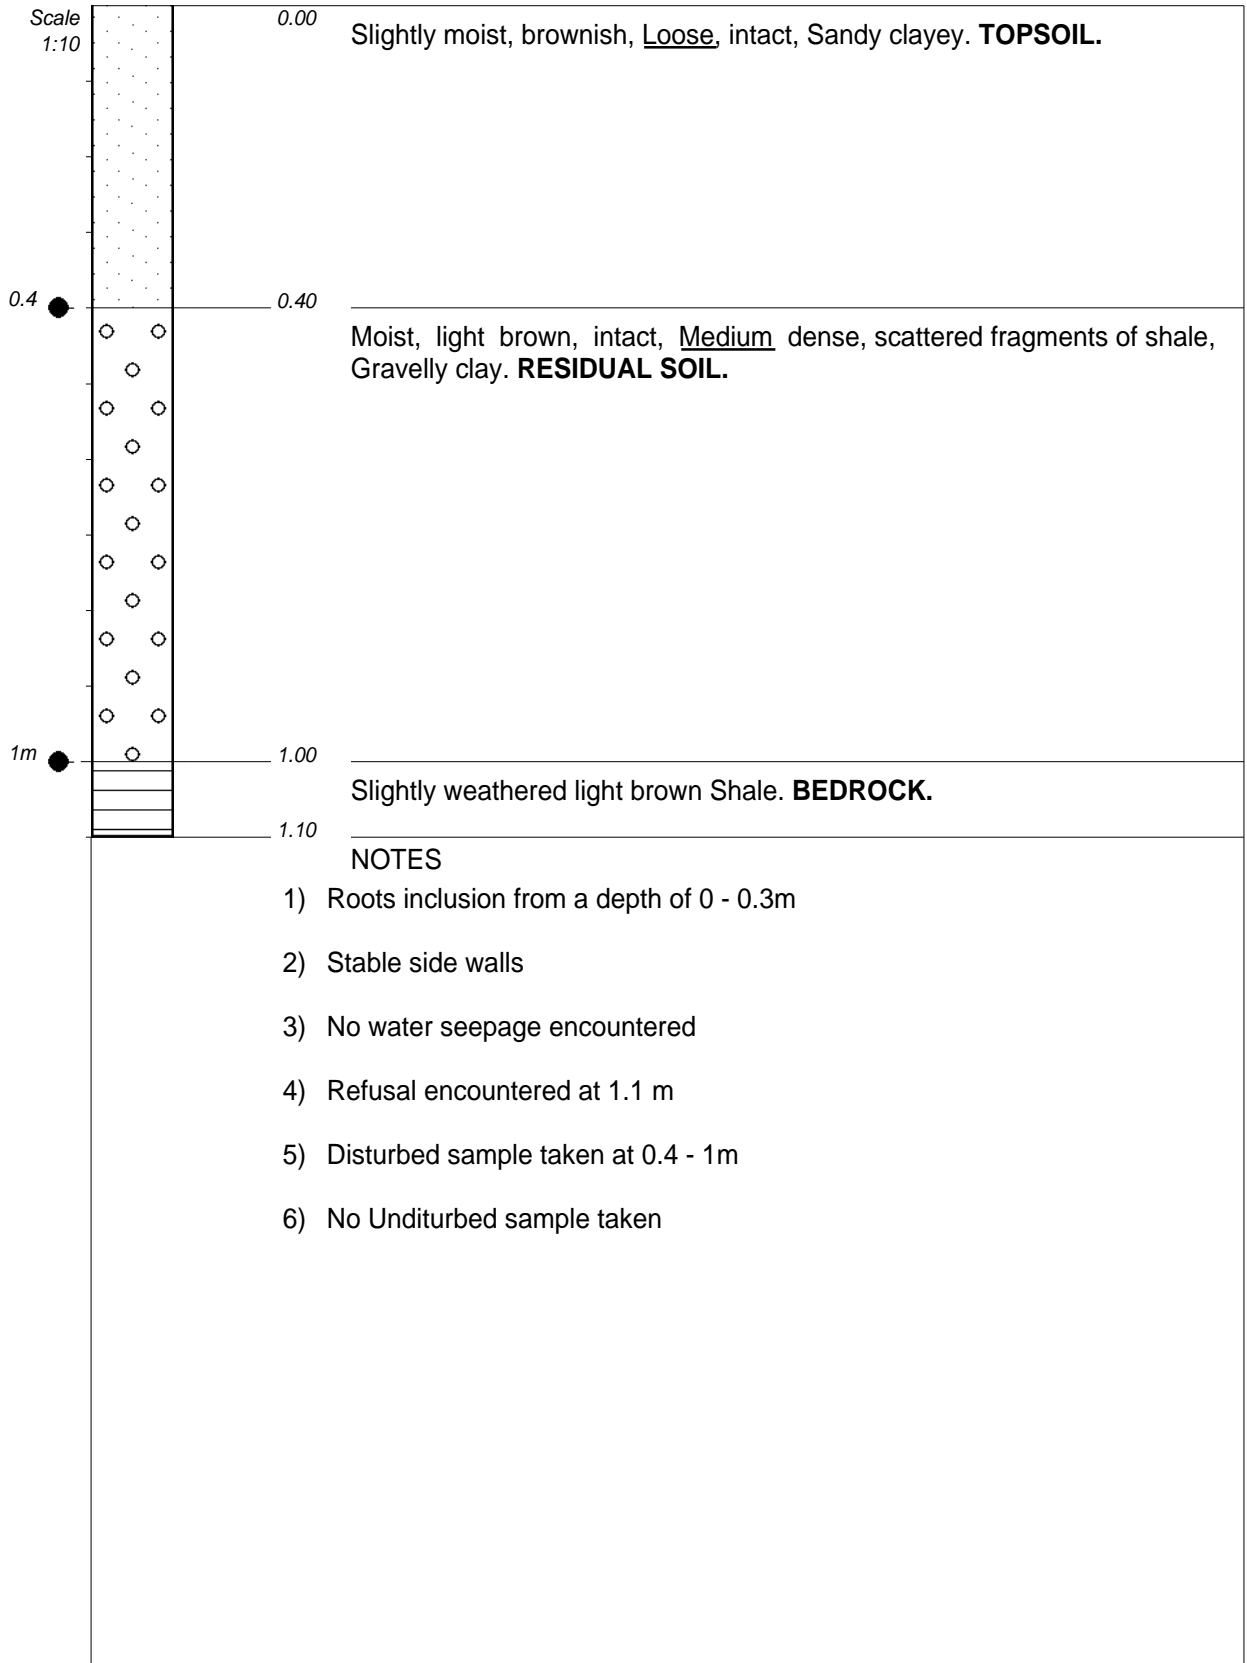 Scale
1:10
0.00
Slightly moist, brownish, Loose, intact, Sandy clayey. TOPSOIL.
0.4
0.40
Moist, light brown, intact, Medium dense, scattered fragments of shale,
Gravelly clay. RESIDUAL SOIL.
1m
1.00
Slightly weathered light brown Shale. BEDROCK.
1.10
NOTES
1) Roots inclusion from a depth of 0 - 0.3m
2) Stable side walls
3) No water seepage encountered
4) Refusal encountered at 1.1 m
5) Disturbed sample taken at 0.4 - 1m
6) No Unditurbed sample taken